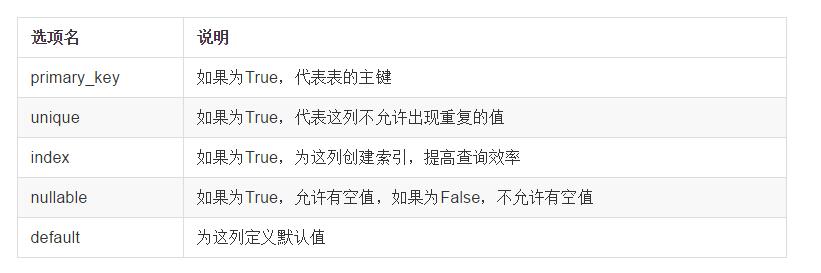 选项名 说明
primary_key 如果为True，代表表的主键
unique 如果为True，代表这列不允许出现重复的值
index 如果为True，为这列创建索引，提高查询效率
nullable 如果为True，允许有空值，如果为False，不允许有空值
default 为这列定义默认值